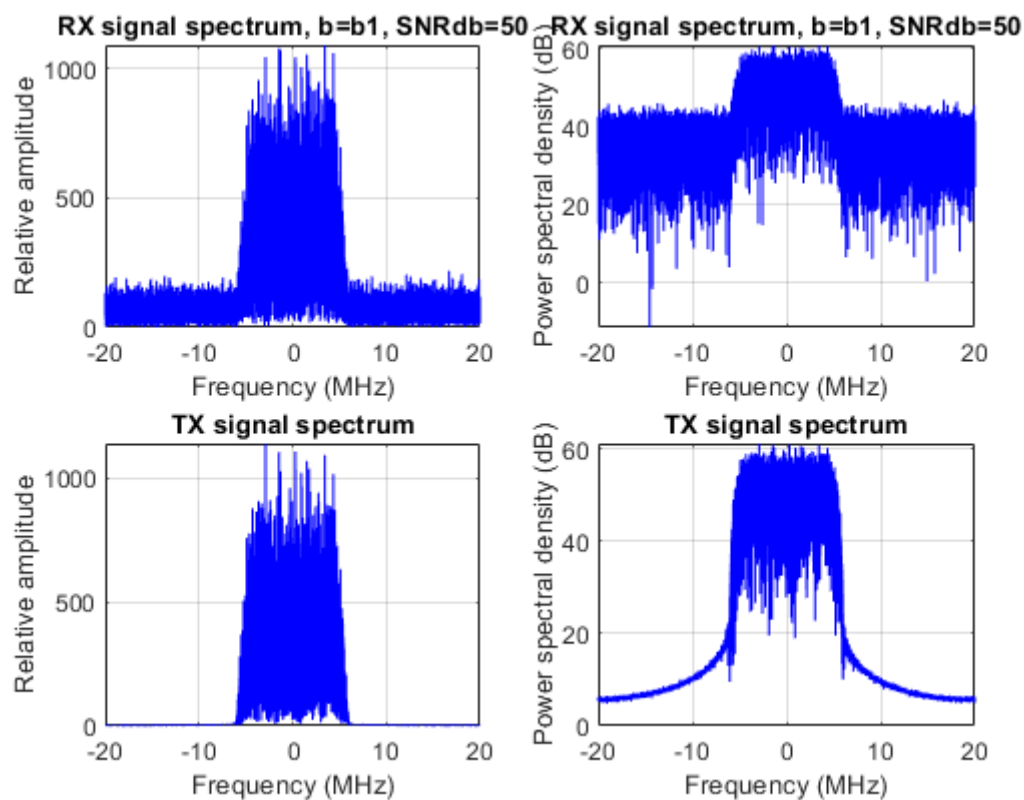 RX signal spectrum, b=b1, SNRdb=50
Relative amplitude
1000
500
0
-20 -10 0 10 20
Frequency (MHz)
RX signal spectrum, b=b1, SNRdb=50
Power spectral density (dB)
60
40
20
0
-20 -10 0 10 20
Frequency (MHz)
TX signal spectrum
Relative amplitude
1000
500
0
-20 -10 0 10 20
Frequency (MHz)
TX signal spectrum
Power spectral density (dB)
60
40
20
0
-20 -10 0 10 20
Frequency (MHz)